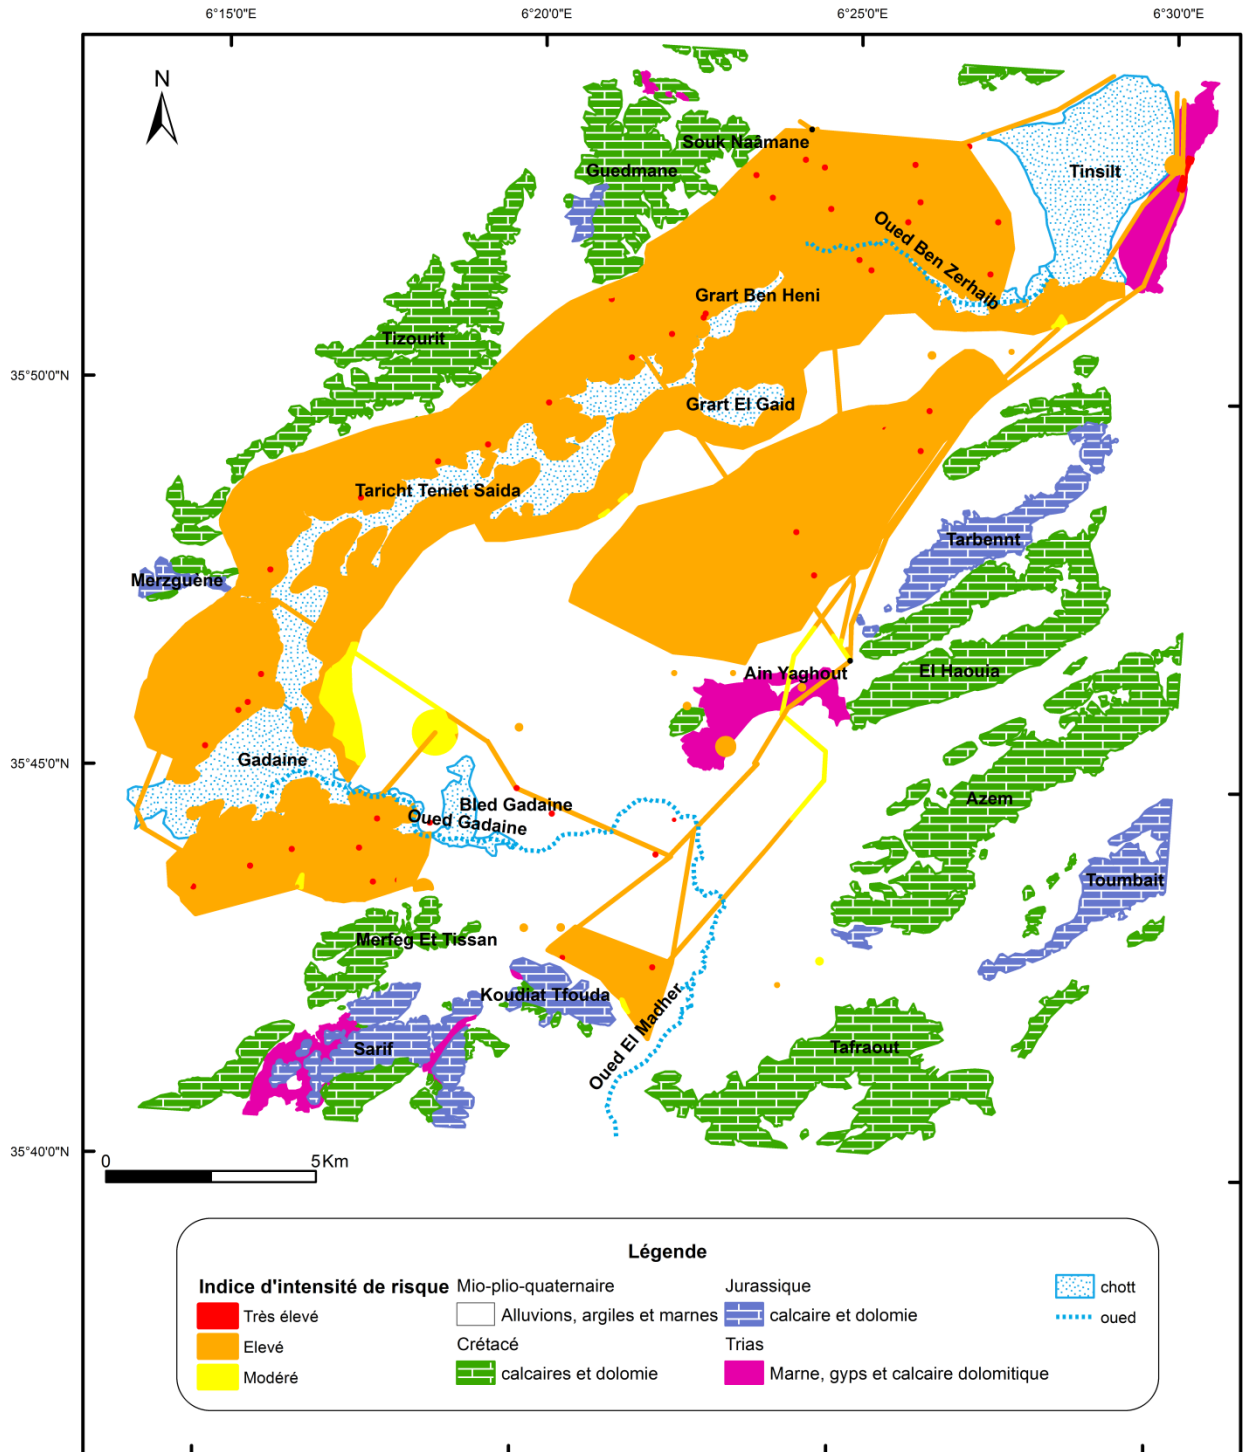 6°15'0"E 6°20'0"E 6°25'0"E 6°30'0"E
N
Souk Naâmane
Guedmane
Tinsilt
Oued Ben Zerhaib
Grart Ben Heni
Tizourit
35°50'0"N
Grart El Gaid
Taricht Teniet Saida
Tarbennt
Merzguène
Ain Yaghout
El Haouia
Gadaine
35°45'0"N
Bled Gadaine
Azem
Oued Gadaine
Toumbait
Merfeg Et Tissan
Koudiat Tfouda
Oued El Madher
Sarif
Tafraout
35°40'0"N
0 5Km
Légende
Indice d'intensité de risque
Très élevé
Elevé
Modéré
Mio-plio-quaternaire
Alluvions, argiles et marnes
Crétacé
calcaires et dolomie
Jurassique
calcaire et dolomie
Trias
Marne, gyps et calcaire dolomitique
chott
oued